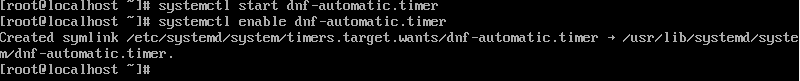 [root@localhost ~]# systemctl start dnf-automatic.timer
[root@localhost ~]# systemctl enable dnf-automatic.timer
Created symlink /etc/systemd/system/timers.target.wants/dnf-automatic.timer → /usr/lib/systemd/syste
m/dnf-automatic.timer.
[root@localhost ~]#